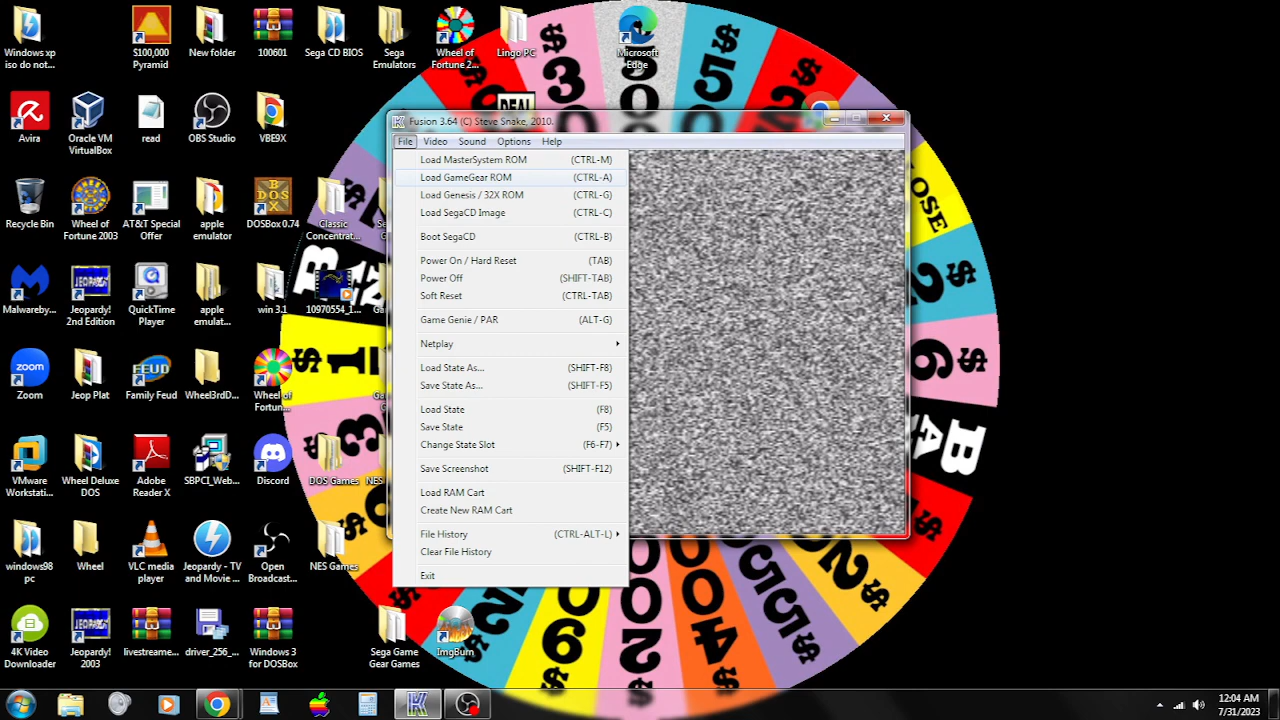 Windows xp
iso do not...
$100,000
Pyramid
New folder
100601
Sega CD BIOS
Sega
Emulators
Wheel of
Fortune 2...
Lingo PC
Microsoft
Edge
Avira
Oracle VM
VirtualBox
read
OBS Studio
VBE9X
DEAL
Recycle Bin
Wheel of
Fortune 2003
AT&T Special
Offer
apple
emulator
DOSBox 0.74
Classic
Concentrat...
Malwareby...
Jeopardy!
2nd Edition
QuickTime
Player
apple
emulat...
win 3.1
10970554_1...
Zoom
Jeop Plat
Family Feud
Wheel3rdD...
Wheel of
Fortun...
VMware
Workstati...
Wheel Deluxe
DOS
Adobe
Reader X
SBPCI_Web...
Discord
DOS Games
NES
windows98
pc
Wheel
VLC media
player
Jeopardy - TV
and Movie ...
Open
Broadcast...
NES Games
4K Video
Downloader
Jeopardy!
2003
livestreame...
driver_256_...
Windows 3
for DOSBox
Sega Game
Gear Games
ImgBurn
Fusion 3.64 (C) Steve Snake, 2010.
File Video Sound Options Help
Load MasterSystem ROM (CTRL-M)
Load GameGear ROM (CTRL-A)
Load Genesis / 32X ROM (CTRL-G)
Load SegaCD Image (CTRL-C)
Boot SegaCD (CTRL-B)
Power On / Hard Reset (TAB)
Power Off (SHIFT-TAB)
Soft Reset (CTRL-TAB)
Game Genie / PAR (ALT-G)
Netplay
Load State As... (SHIFT-F8)
Save State As... (SHIFT-F5)
Load State (F8)
Save State (F5)
Change State Slot (F6-F7)
Save Screenshot (SHIFT-F12)
Load RAM Cart
Create New RAM Cart
File History (CTRL-ALT-L)
Clear File History
Exit
12:04 AM
7/31/2023